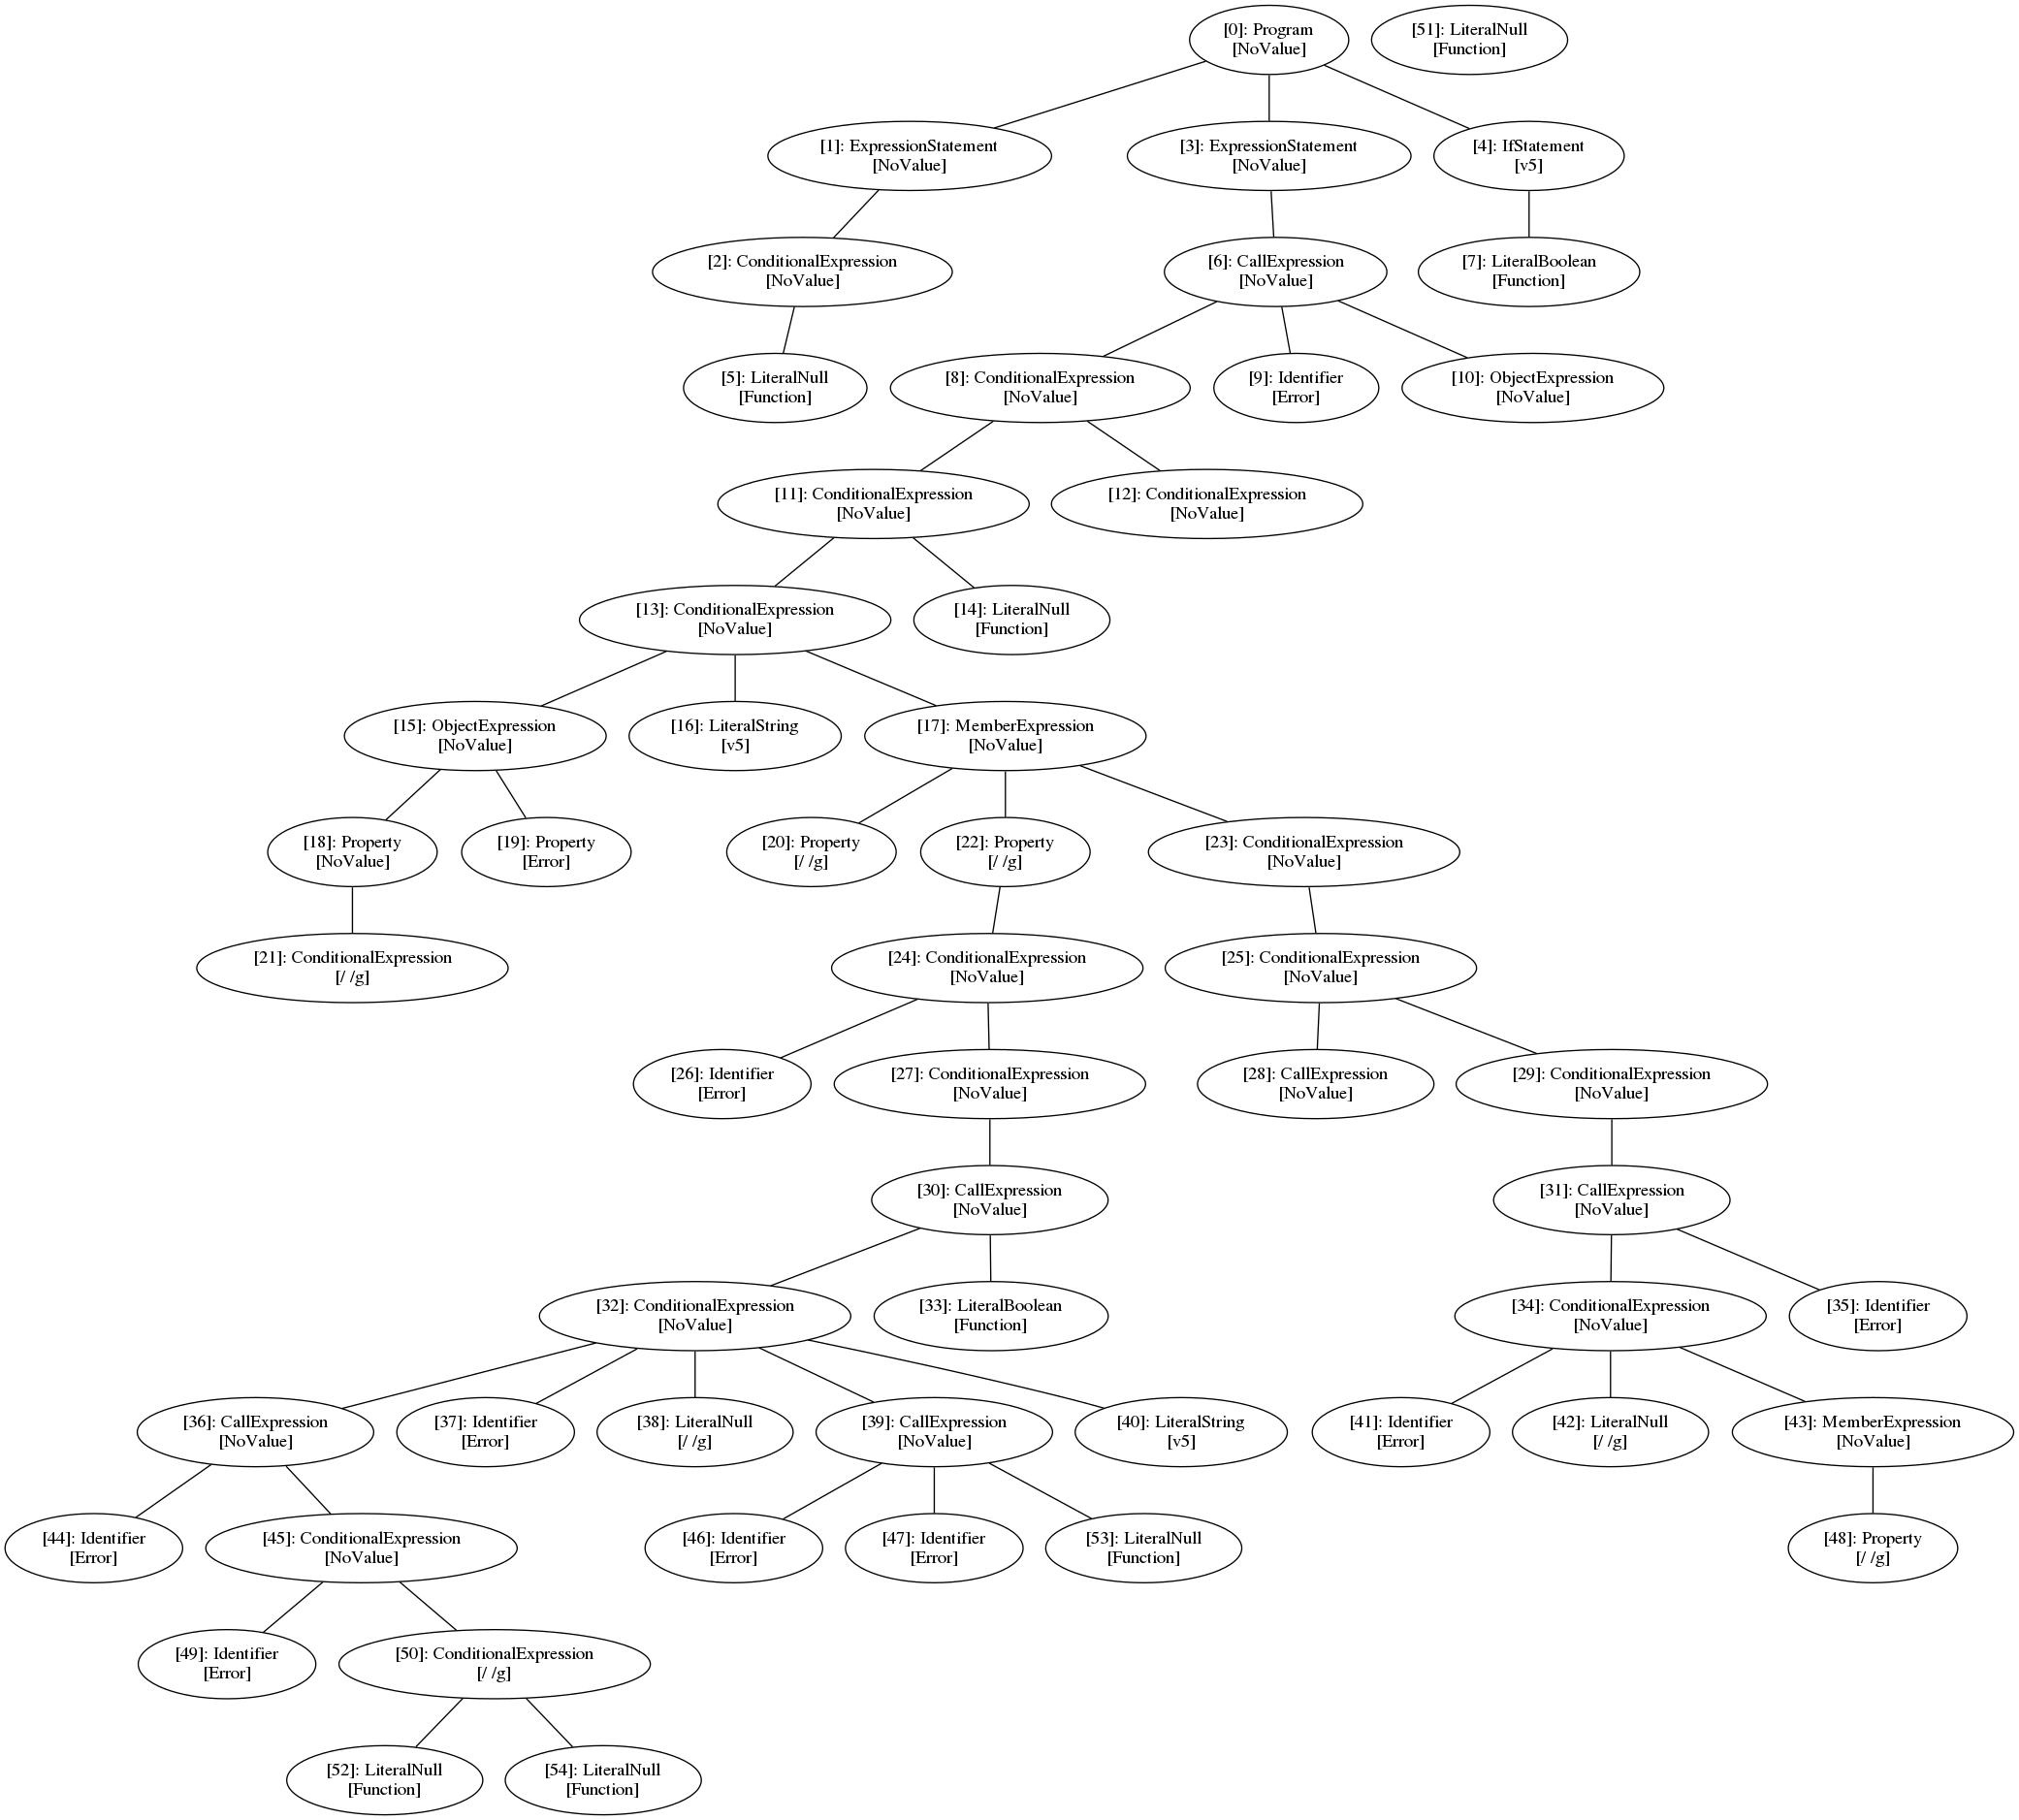 [0]: Program
[NoValue]
[51]: LiteralNull
[Function]
[1]: ExpressionStatement
[NoValue]
[3]: ExpressionStatement
[NoValue]
[4]: IfStatement
[v5]
[2]: ConditionalExpression
[NoValue]
[6]: CallExpression
[NoValue]
[7]: LiteralBoolean
[Function]
[5]: LiteralNull
[Function]
[8]: ConditionalExpression
[NoValue]
[9]: Identifier
[Error]
[10]: ObjectExpression
[NoValue]
[11]: ConditionalExpression
[NoValue]
[12]: ConditionalExpression
[NoValue]
[13]: ConditionalExpression
[NoValue]
[14]: LiteralNull
[Function]
[15]: ObjectExpression
[NoValue]
[16]: LiteralString
[v5]
[17]: MemberExpression
[NoValue]
[18]: Property
[NoValue]
[19]: Property
[Error]
[20]: Property
[/ /g]
[22]: Property
[/ /g]
[23]: ConditionalExpression
[NoValue]
[21]: ConditionalExpression
[/ /g]
[24]: ConditionalExpression
[NoValue]
[25]: ConditionalExpression
[NoValue]
[26]: Identifier
[Error]
[27]: ConditionalExpression
[NoValue]
[28]: CallExpression
[NoValue]
[29]: ConditionalExpression
[NoValue]
[30]: CallExpression
[NoValue]
[31]: CallExpression
[NoValue]
[32]: ConditionalExpression
[NoValue]
[33]: LiteralBoolean
[Function]
[34]: ConditionalExpression
[NoValue]
[35]: Identifier
[Error]
[36]: CallExpression
[NoValue]
[37]: Identifier
[Error]
[38]: LiteralNull
[/ /g]
[39]: CallExpression
[NoValue]
[40]: LiteralString
[v5]
[41]: Identifier
[Error]
[42]: LiteralNull
[/ /g]
[43]: MemberExpression
[NoValue]
[44]: Identifier
[Error]
[45]: ConditionalExpression
[NoValue]
[46]: Identifier
[Error]
[47]: Identifier
[Error]
[53]: LiteralNull
[Function]
[48]: Property
[/ /g]
[49]: Identifier
[Error]
[50]: ConditionalExpression
[/ /g]
[52]: LiteralNull
[Function]
[54]: LiteralNull
[Function]